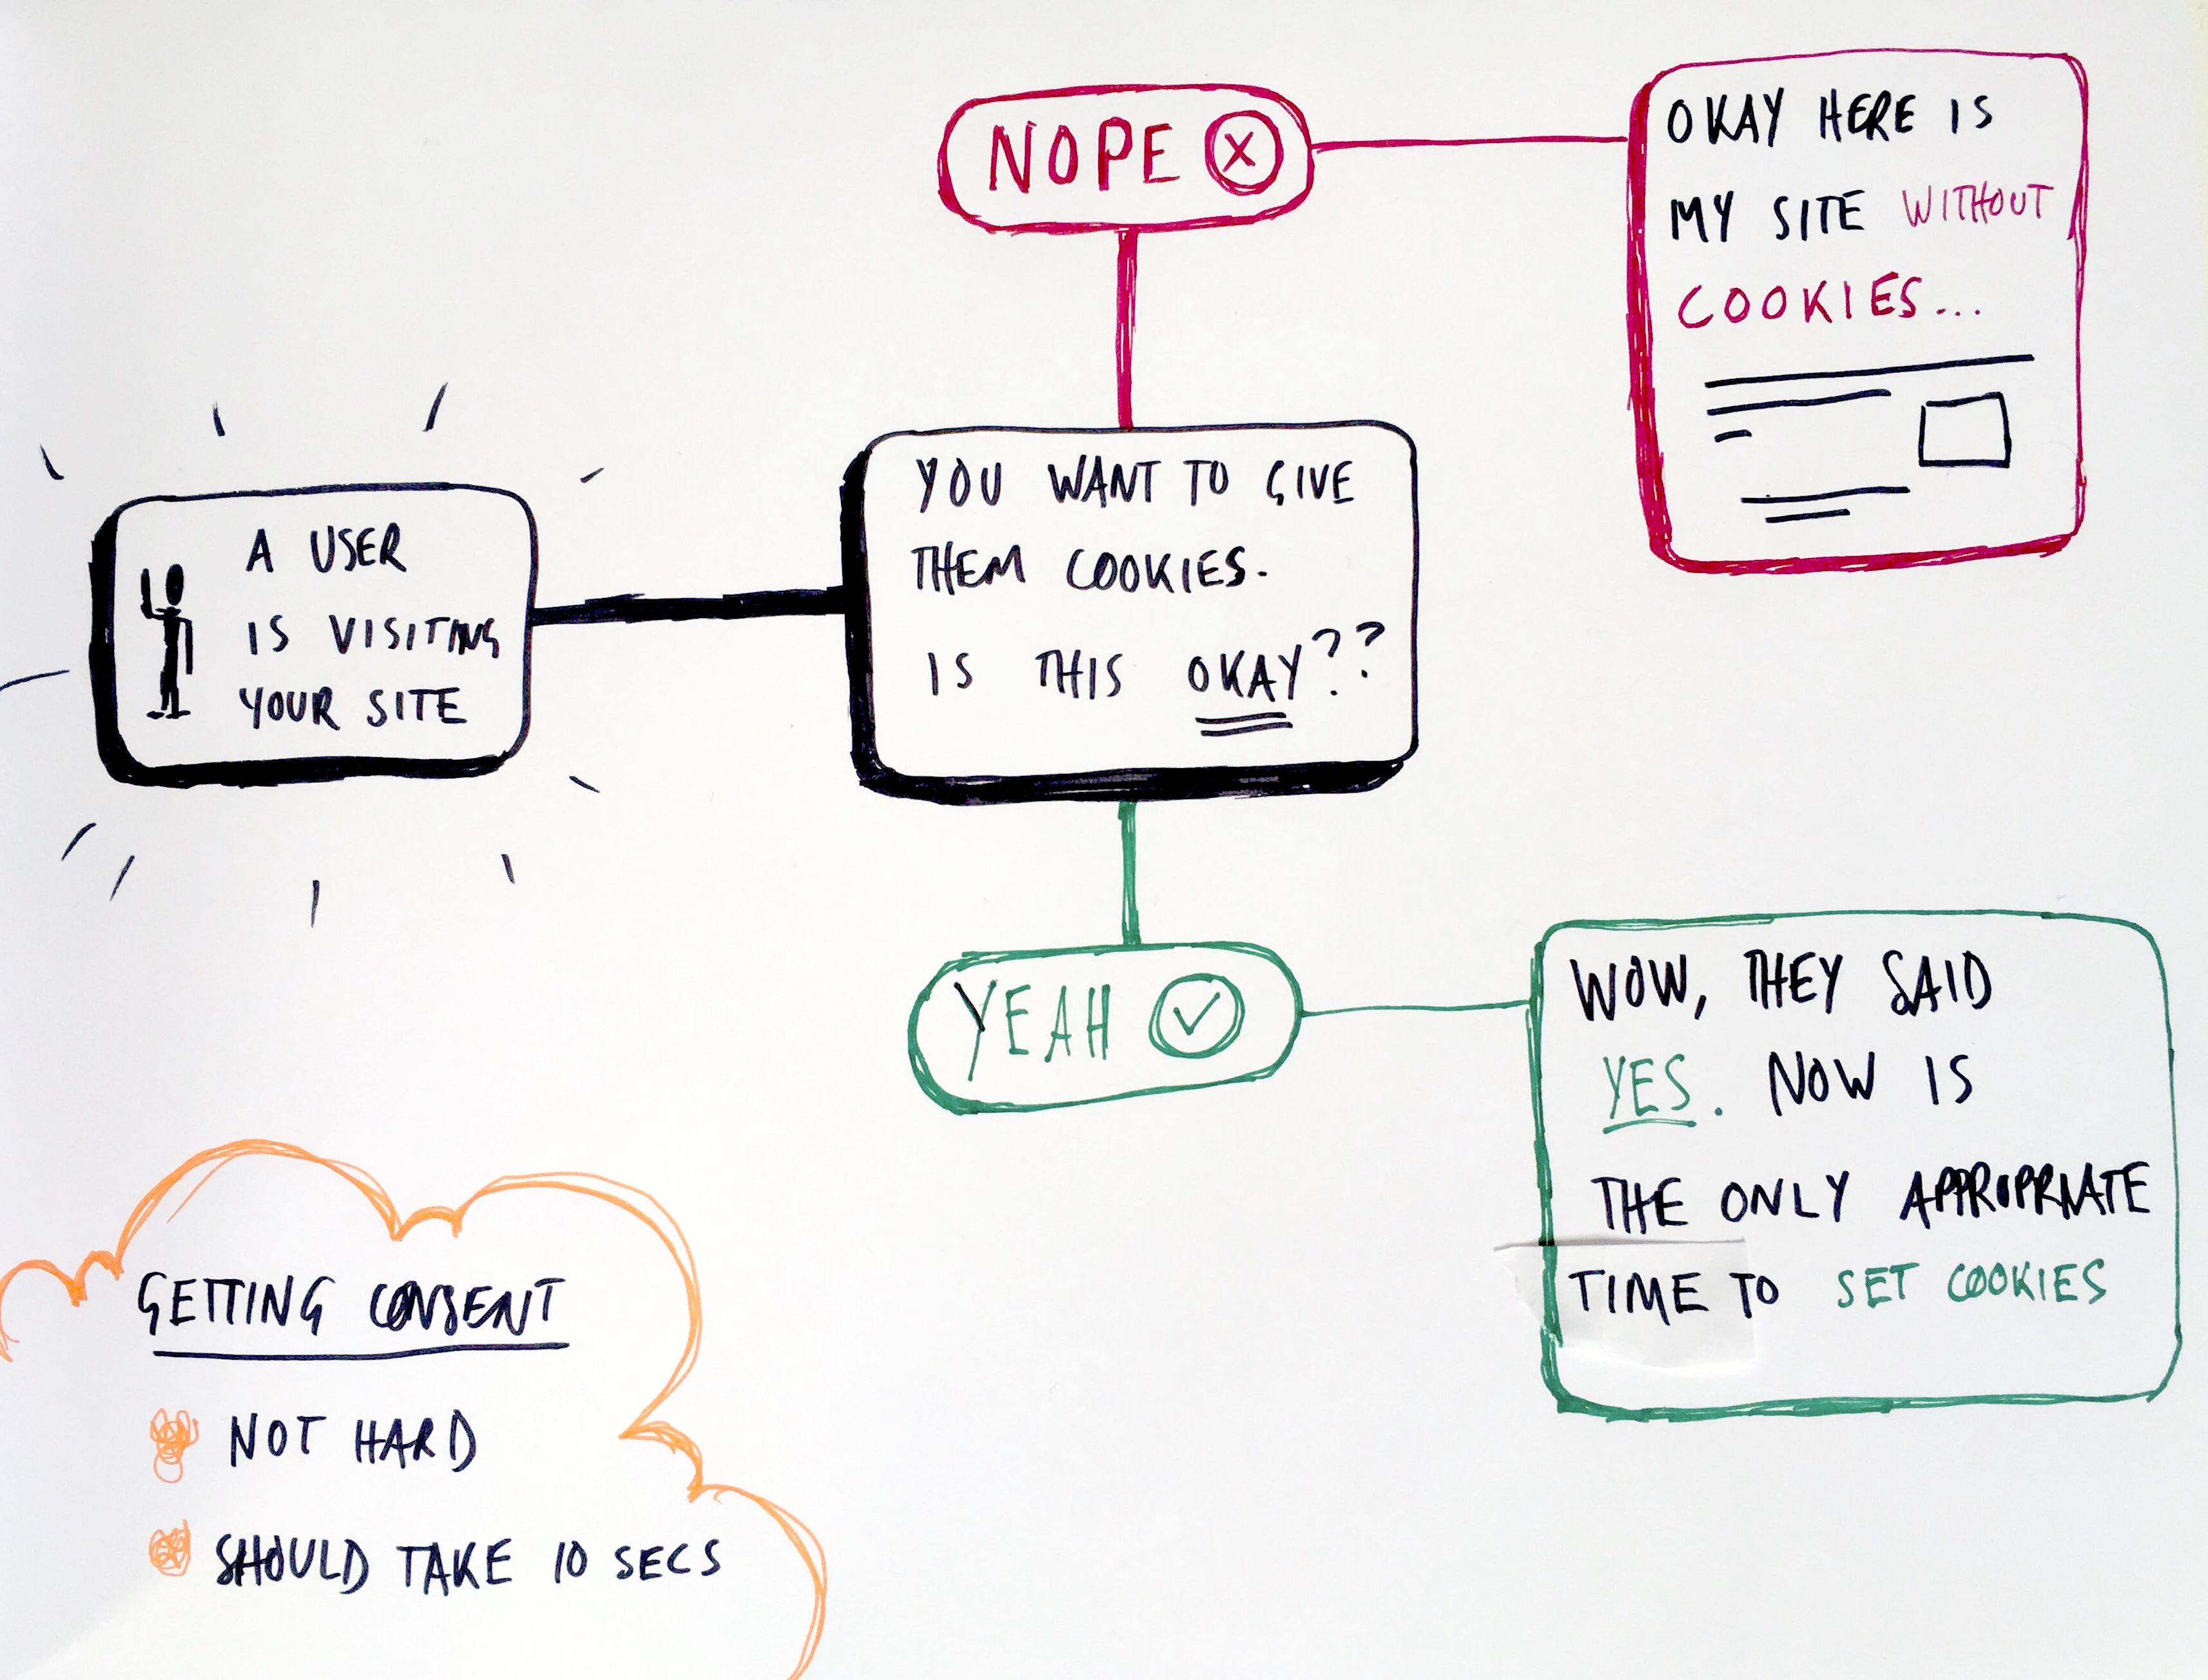 NOPE X
OKAY HERE IS
MY SITE WITHOUT
COOKIES...
A USER
IS VISITING
YOUR SITE
YOU WANT TO GIVE
THEM COOKIES.
IS THIS OKAY??
YEAH ✓
WOW, THEY SAID
YES. NOW IS
THE ONLY APPROPRIATE
TIME TO SET COOKIES
GETTING CONSENT
NOT HARD
SHOULD TAKE 10 SECS